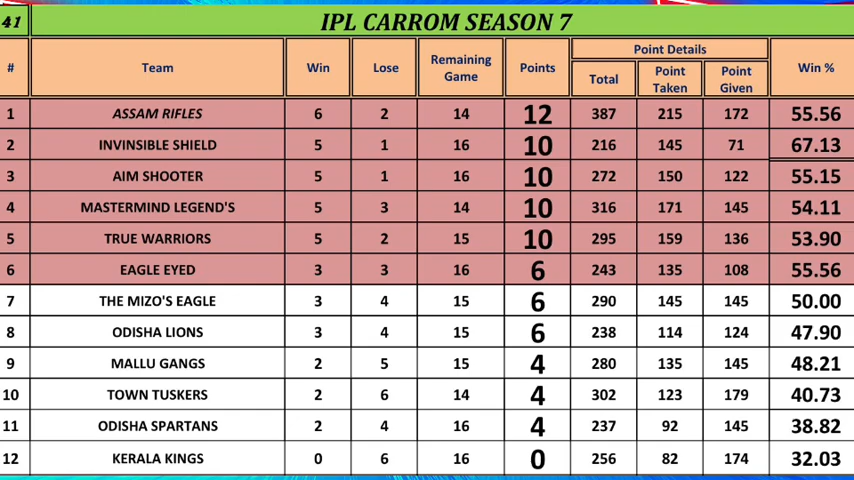 41 IPL CARROM SEASON 7
# Team Win Lose Remaining Game Points Point Details Win %
Total Point Taken Point Given
1 ASSAM RIFLES 6 2 14 12 387 215 172 55.56
2 INVINSIBLE SHIELD 5 1 16 10 216 145 71 67.13
3 AIM SHOOTER 5 1 16 10 272 150 122 55.15
4 MASTERMIND LEGEND'S 5 3 14 10 316 171 145 54.11
5 TRUE WARRIORS 5 2 15 10 295 159 136 53.90
6 EAGLE EYED 3 3 16 6 243 135 108 55.56
7 THE MIZO'S EAGLE 3 4 15 6 290 145 145 50.00
8 ODISHA LIONS 3 4 15 6 238 114 124 47.90
9 MALLU GANGS 2 5 15 4 280 135 145 48.21
10 TOWN TUSKERS 2 6 14 4 302 123 179 40.73
11 ODISHA SPARTANS 2 4 16 4 237 92 145 38.82
12 KERALA KINGS 0 6 16 0 256 82 174 32.03